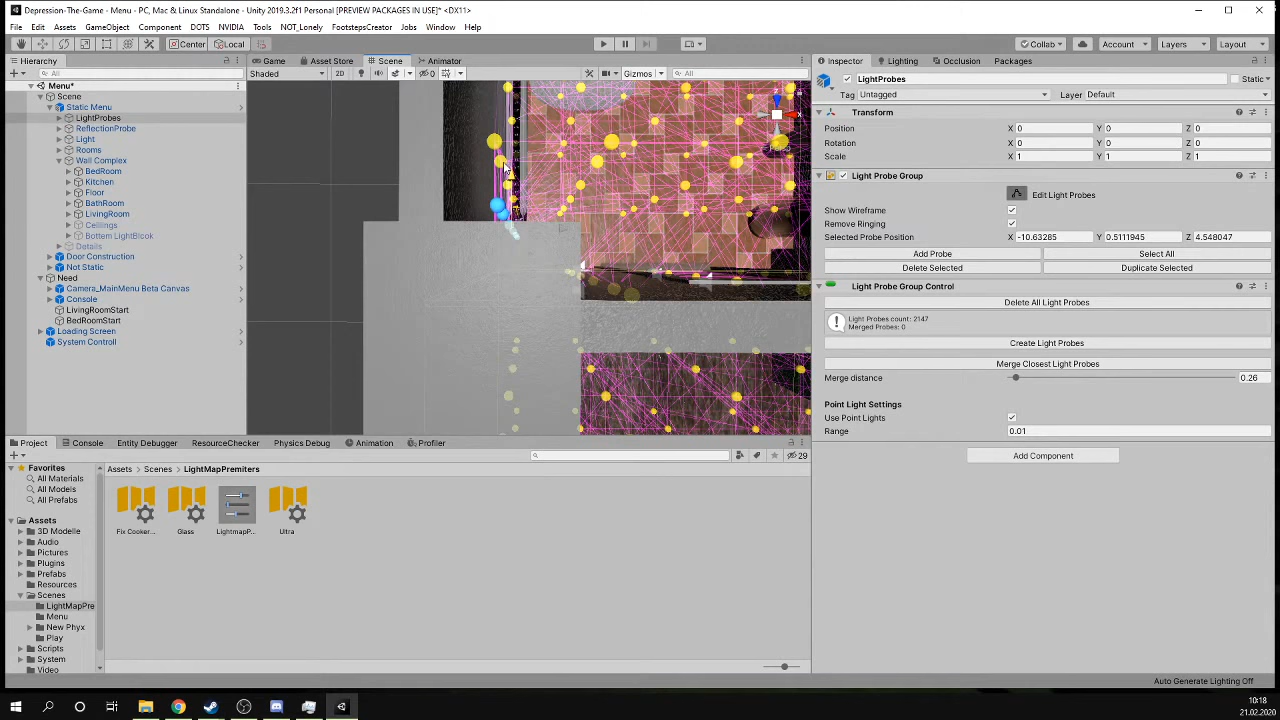 Depression-The-Game - Menu - PC, Mac & Linux Standalone - Unity 2019.3.2f1 Personal [PREVIEW PACKAGES IN USE]* <DX11>
File Edit Assets GameObject Component DOTS NVIDIA Tools NOT_Lonely FootstepsCreator Jobs Window Help
Center Local Collab Account Layers Layout
Hierarchy Game Asset Store Scene Animator Inspector Lighting Occlusion Packages
All Shaded 2D 0 Gizmos All LightProbes Static
Menu*
Scene
Static Menu
LightProbes
ReflectionProbe
Light
Rooms
Wall Complex
BedRoom
Kitchen
Floor
BathRoom
LivingRoom
Ceilings
Bottem LightBlcok
Details
Door Construction
Not Static
Need
Camera_MainMenu Beta Canvas
Console
LivringRoomStart
BedRoomStart
Loading Screen
System Controll
Tag Untagged Layer Default
Transform
Position X 0 Y 0 Z 0
Rotation X 0 Y 0 Z 0
Scale X 1 Y 1 Z 1
Light Probe Group
Edit Light Probes
Show Wireframe
Remove Ringing
Selected Probe Position X -10.63285 Y 0.5111945 Z 4.548047
Add Probe Select All
Delete Selected Duplicate Selected
Light Probe Group Control
Delete All Light Probes
Light Probes count: 2147
Merged Probes: 0
Create Light Probes
Merge Closest Light Probes
Merge distance 0.26
Point Light Settings
Use Point Lights
Range 0.01
Add Component
Project Console Entity Debugger ResourceChecker Physics Debug Animation Profiler
29
Favorites
All Materials
All Models
All Prefabs
Assets
3D Modelle
Audio
Pictures
Plugins
Prefabs
Resources
Scenes
LightMapPre
Menu
New Phyx
Play
Scripts
System
Video
Assets Scenes LightMapPremiters
Fix Cooker... Glass LightmapP... Ultra
Auto Generate Lighting Off
10:18
21.02.2020